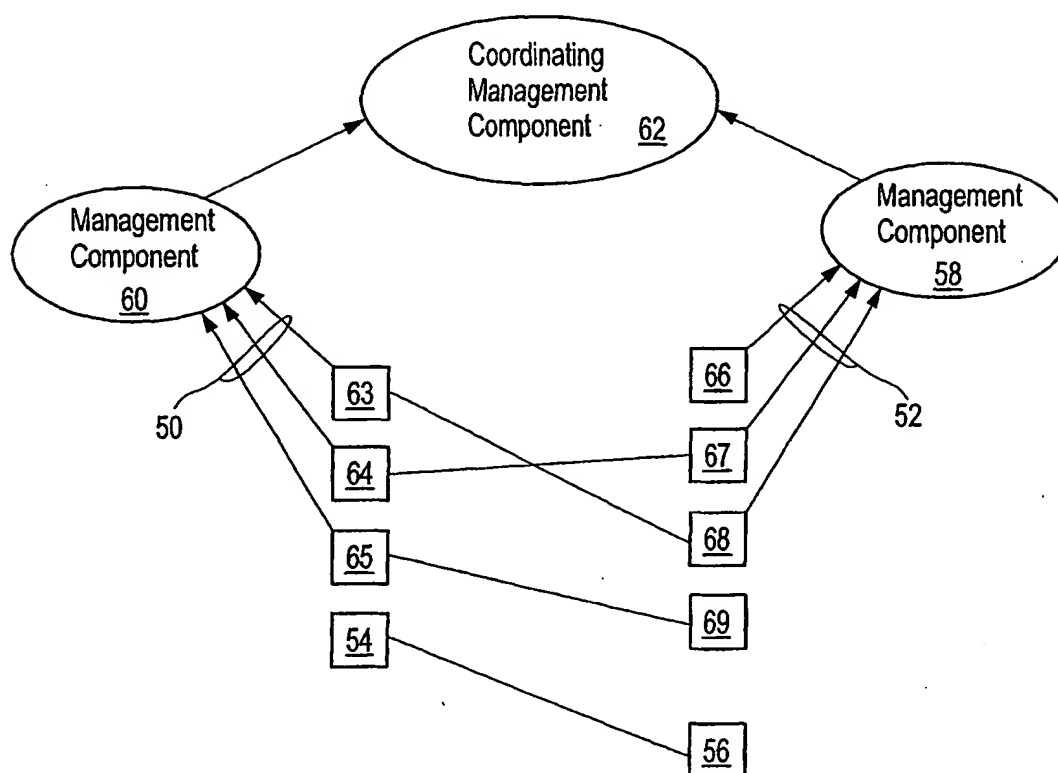 Coordinating
Management
Component
62
Management
Component
60
Management
Component
58
50
52
63
66
64
67
65
68
54
69
56